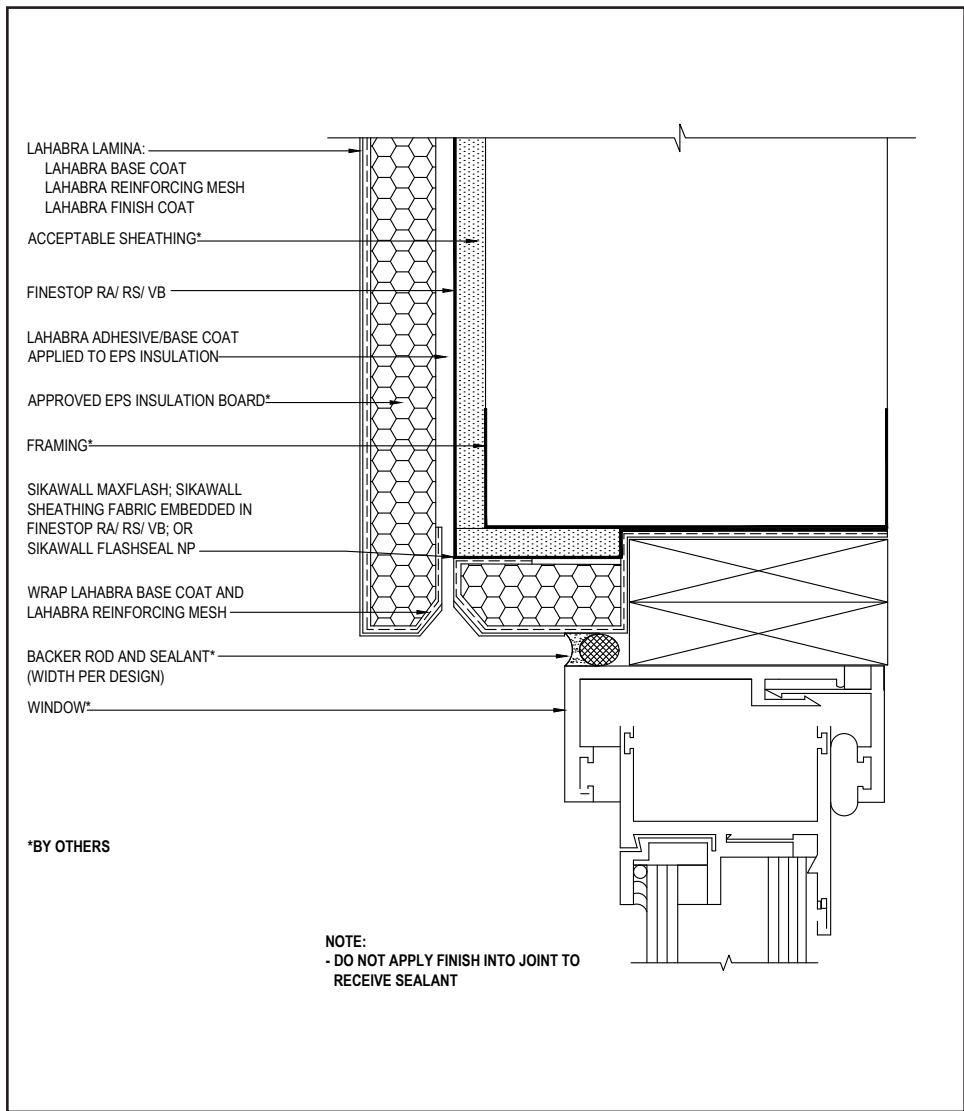 LAHABRA LAMINA:
LAHABRA BASE COAT
LAHABRA REINFORCING MESH
LAHABRA FINISH COAT
ACCEPTABLE SHEATHING*
FINESTOP RA/ RS/ VB
LAHABRA ADHESIVE/BASE COAT
APPLIED TO EPS INSULATION
APPROVED EPS INSULATION BOARD*
FRAMING*
SIKAWALL MAXFLASH; SIKAWALL
SHEATHING FABRIC EMBEDDED IN
FINESTOP RA/ RS/ VB; OR
SIKAWALL FLASHSEAL NP
WRAP LAHABRA BASE COAT AND
LAHABRA REINFORCING MESH
BACKER ROD AND SEALANT*
(WIDTH PER DESIGN)
WINDOW*
*BY OTHERS
NOTE:
- DO NOT APPLY FINISH INTO JOINT TO
RECEIVE SEALANT